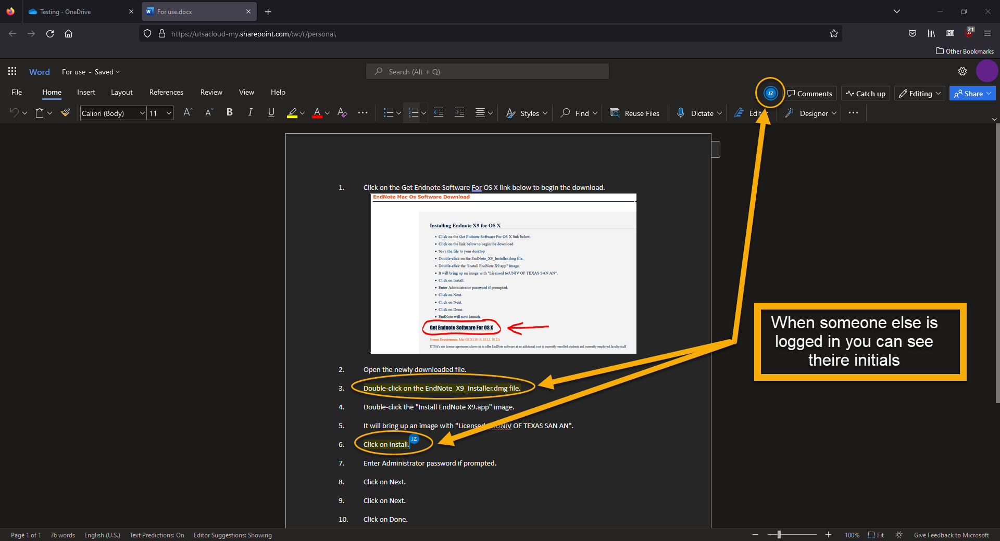 Testing - OneDrive
For use.docx
https://utsacloud-my.sharepoint.com/:w:/r/personal,
21
Other Bookmarks
Word For use - Saved
Search (Alt + Q)
File Home Insert Layout References Review View Help
JZ Comments Catch up Editing Share
Calibri (Body) 11 A A B I U A A Styles Find Reuse Files Dictate Designer
1. Click on the Get Endnote Software For OS X link below to begin the download.
EndNote Mac Os Software Download
Installing Endnote X9 for OS X
• Click on the Get Endnote Software For OS X link below.
• Click on the link below to begin the download
• Save the file to your desktop
• Double-click on the EndNote_X9_Installer.dmg file.
• Double-click the "Install EndNote X9.app" image.
• It will bring up an image with "Licensed to:UNIV OF TEXAS SAN AN".
• Click on Install.
• Enter Administrator password if prompted.
• Click on Next.
• Click on Next.
• Click on Done.
• EndNote will now launch.
Get Endnote Software For OS X
System Requirements: Mac OS X (10.10, 10.11, 10.12)
UTSA's site license agreement allows us to offer EndNote software at no additional cost to currently-enrolled students and currently-employed faculty/staff.
2. Open the newly downloaded file.
3. Double-click on the EndNote_X9_Installer.dmg file.
4. Double-click the "Install EndNote X9.app" image.
5. It will bring up an image with "Licensed UNIV OF TEXAS SAN AN".
6. Click on Install. JZ
7. Enter Administrator password if prompted.
8. Click on Next.
9. Click on Next.
10. Click on Done.
When someone else is
logged in you can see
theire initials
Page 1 of 1 76 words English (U.S.) Text Predictions: On Editor Suggestions: Showing 100% Fit Give Feedback to Microsoft